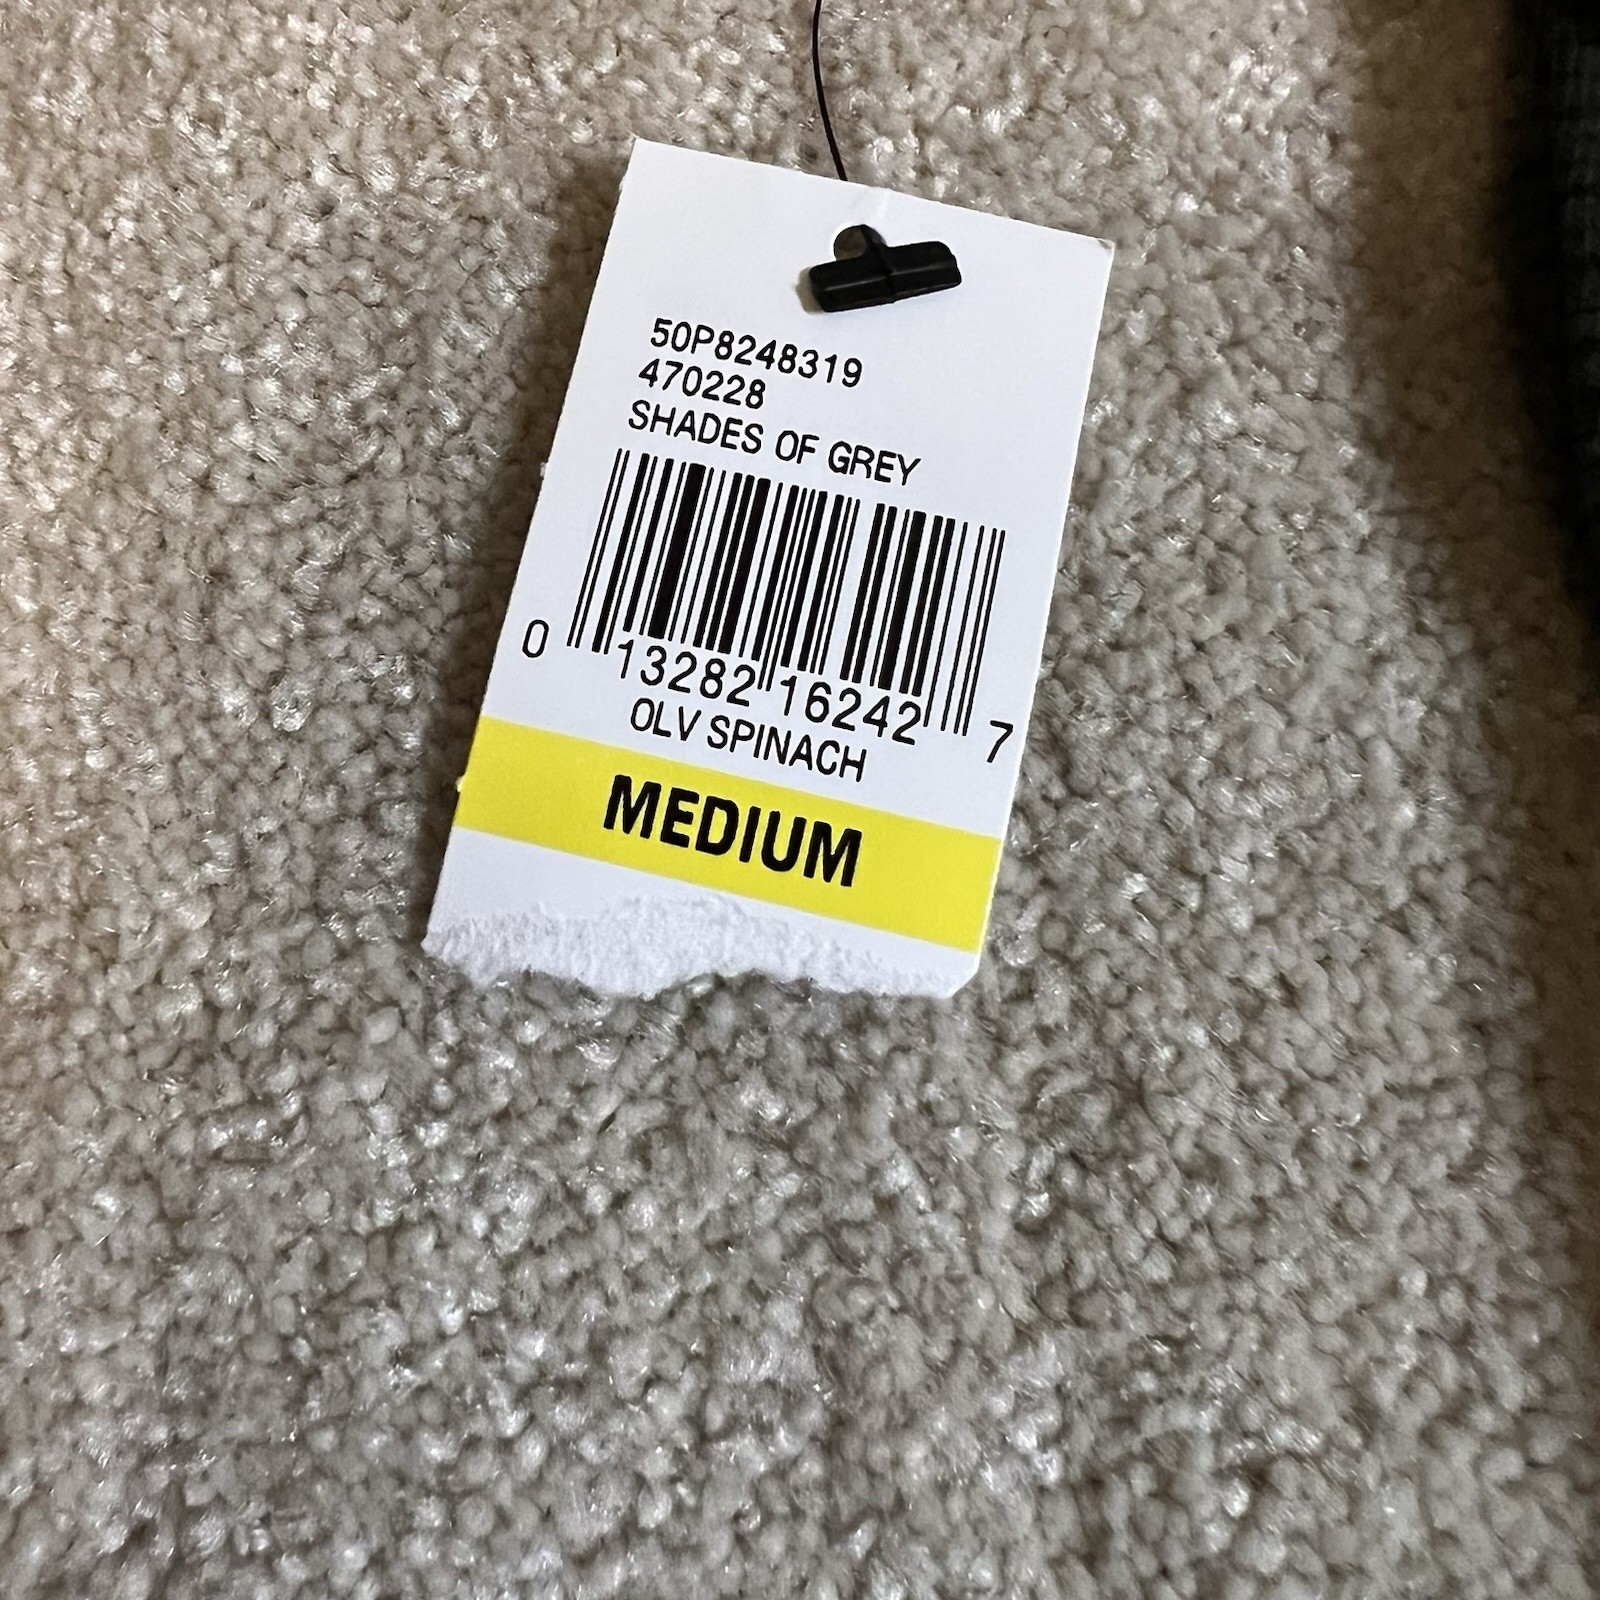 50P8248319
470228
SHADES OF GREY
0 13282 16242 7
OLV SPINACH
MEDIUM